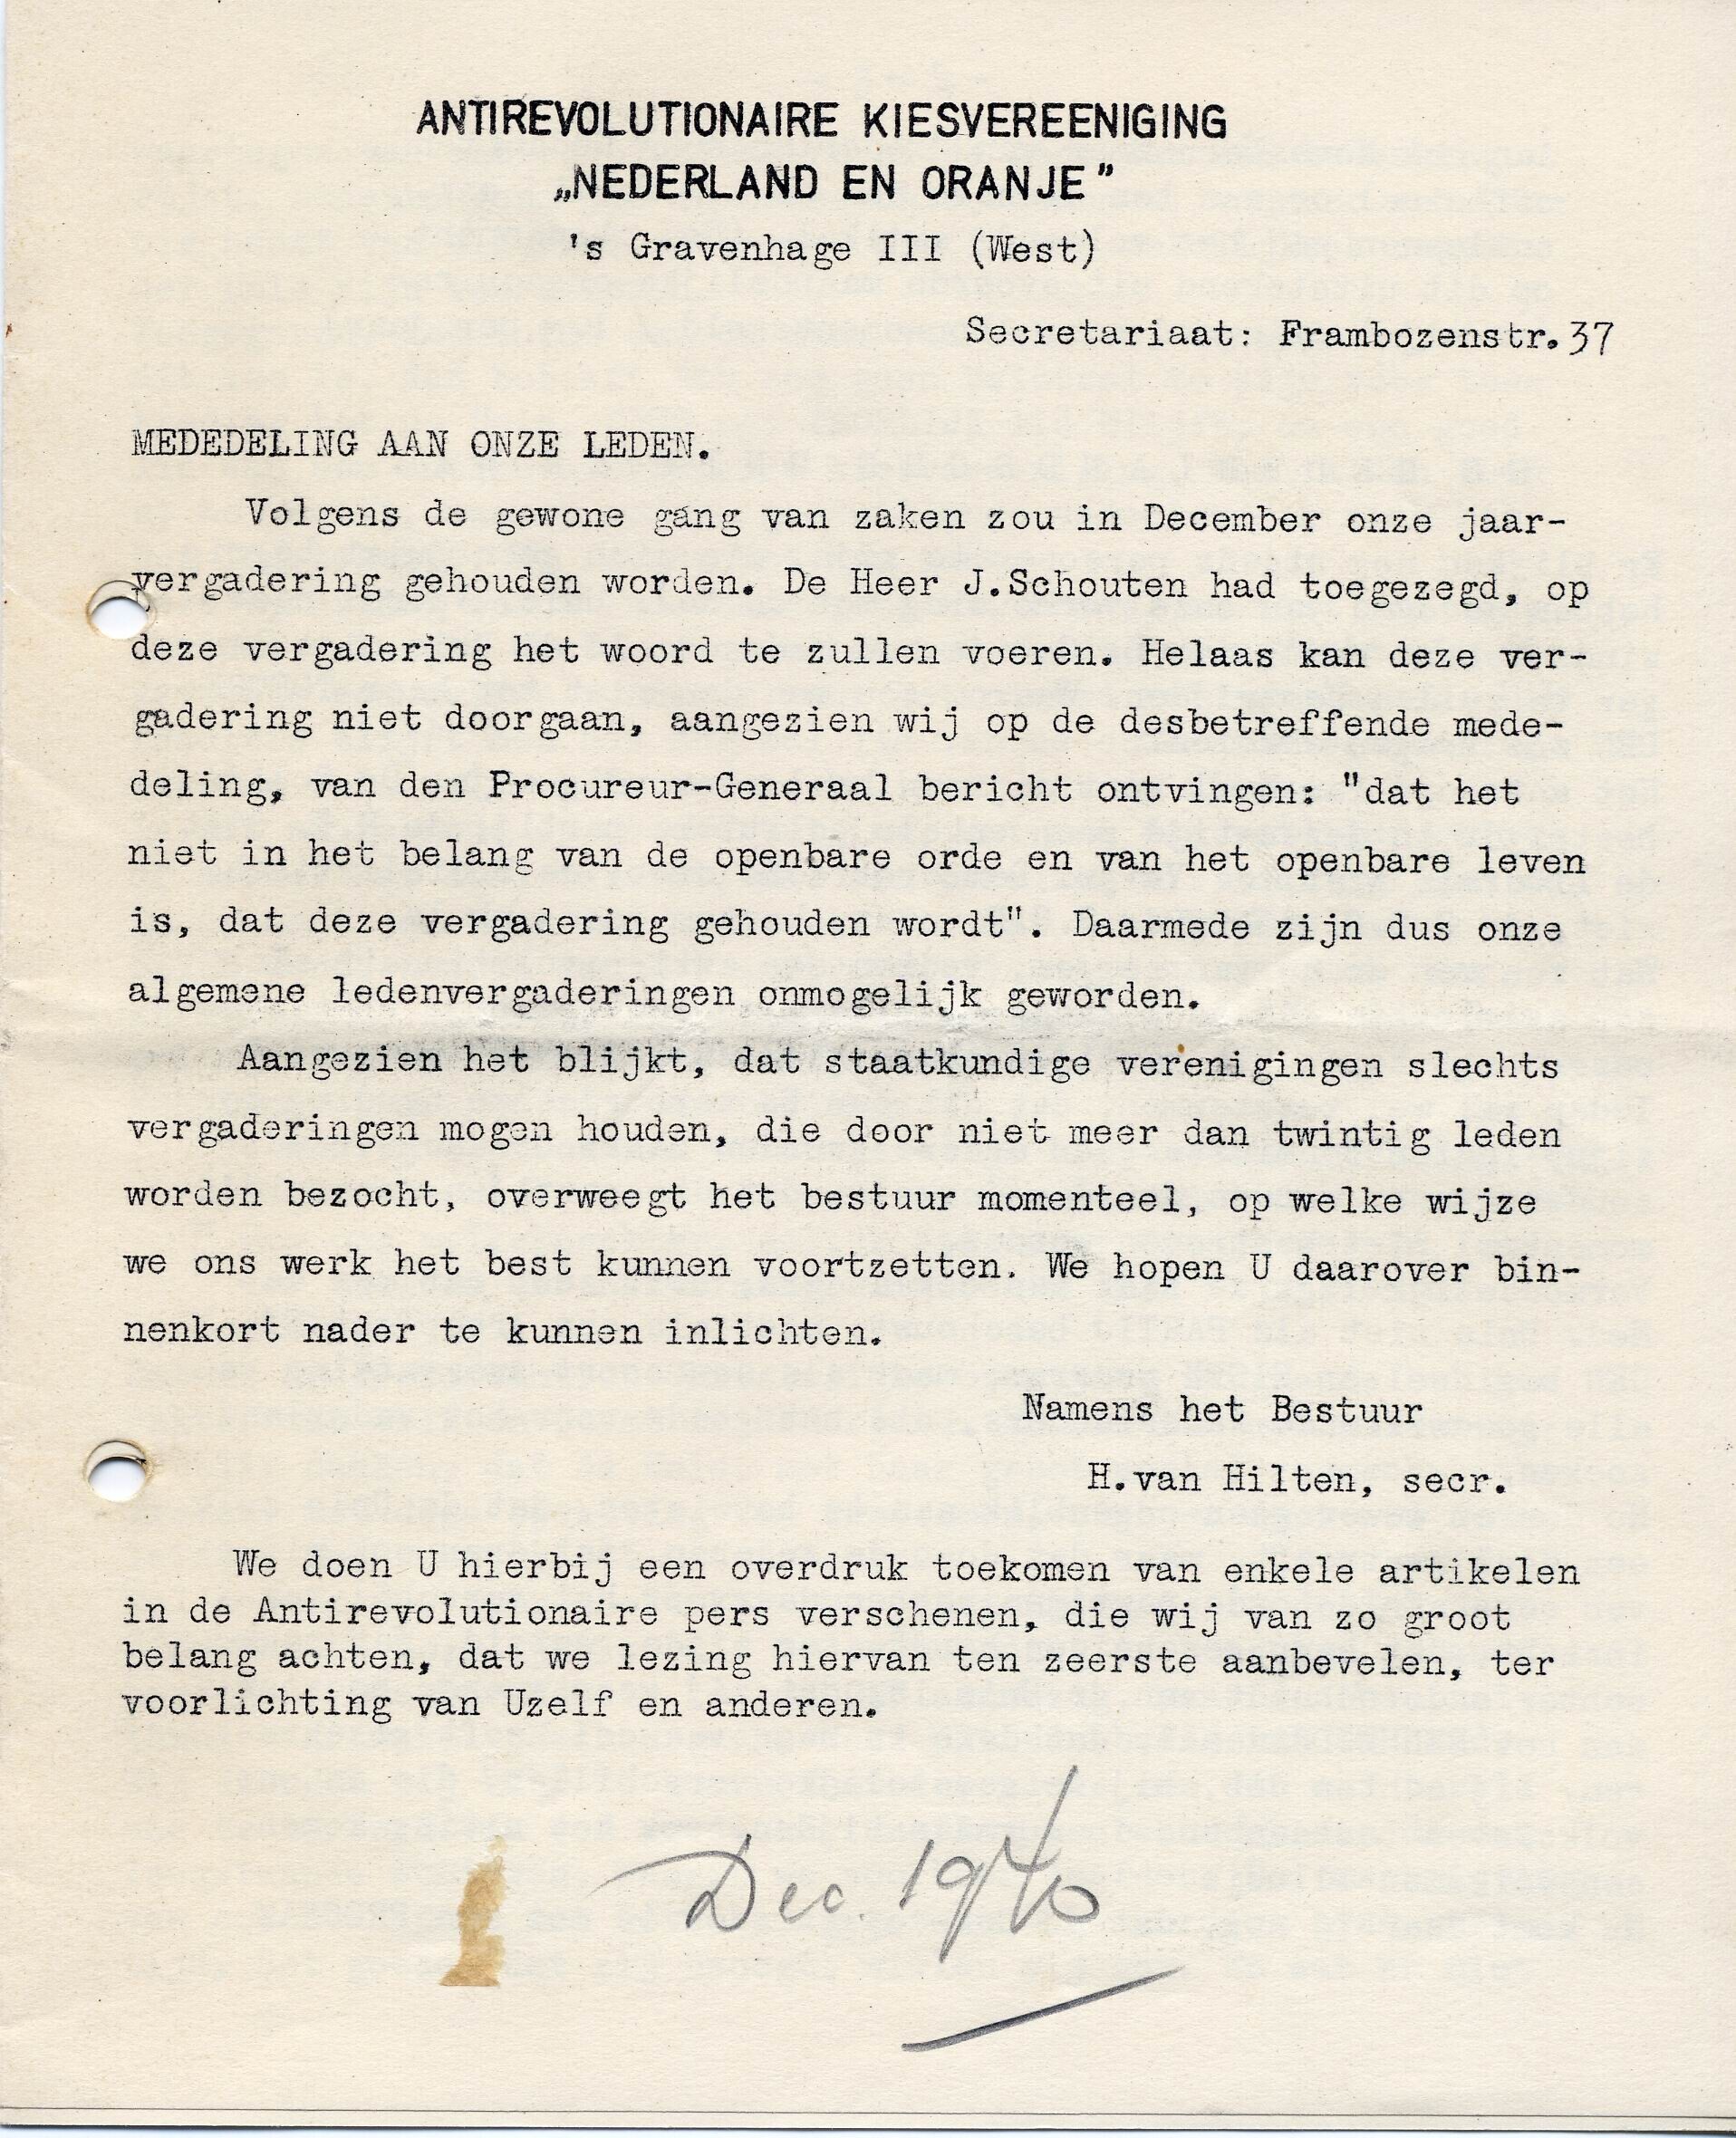 ANTIREVOLUTIONAIRE KIESVEREENIGING
„NEDERLAND EN ORANJE”
's Gravenhage III (West)
Secretariaat: Frambozenstr.37
MEDEDELING AAN ONZE LEDEN.
Volgens de gewone gang van zaken zou in December onze jaar-
vergadering gehouden worden. De Heer J.Schouten had toegezegd, op
deze vergadering het woord te zullen voeren. Helaas kan deze ver-
gadering niet doorgaan, aangezien wij op de desbetreffende mede-
deling, van den Procureur-Generaal bericht ontvingen: "dat het
niet in het belang van de openbare orde en van het openbare leven
is, dat deze vergadering gehouden wordt". Daarmede zijn dus onze
algemene ledenvergaderingen onmogelijk geworden.
Aangezien het blijkt, dat staatkundige verenigingen slechts
vergaderingen mogen houden, die door niet meer dan twintig leden
worden bezocht, overweegt het bestuur momenteel, op welke wijze
we ons werk het best kunnen voortzetten. We hopen U daarover bin-
nenkort nader te kunnen inlichten.
Namens het Bestuur
H.van Hilten, secr.
We doen U hierbij een overdruk toekomen van enkele artikelen
in de Antirevolutionaire pers verschenen, die wij van zo groot
belang achten, dat we lezing hiervan ten zeerste aanbevelen, ter
voorlichting van Uzelf en anderen.
Dec. 1940